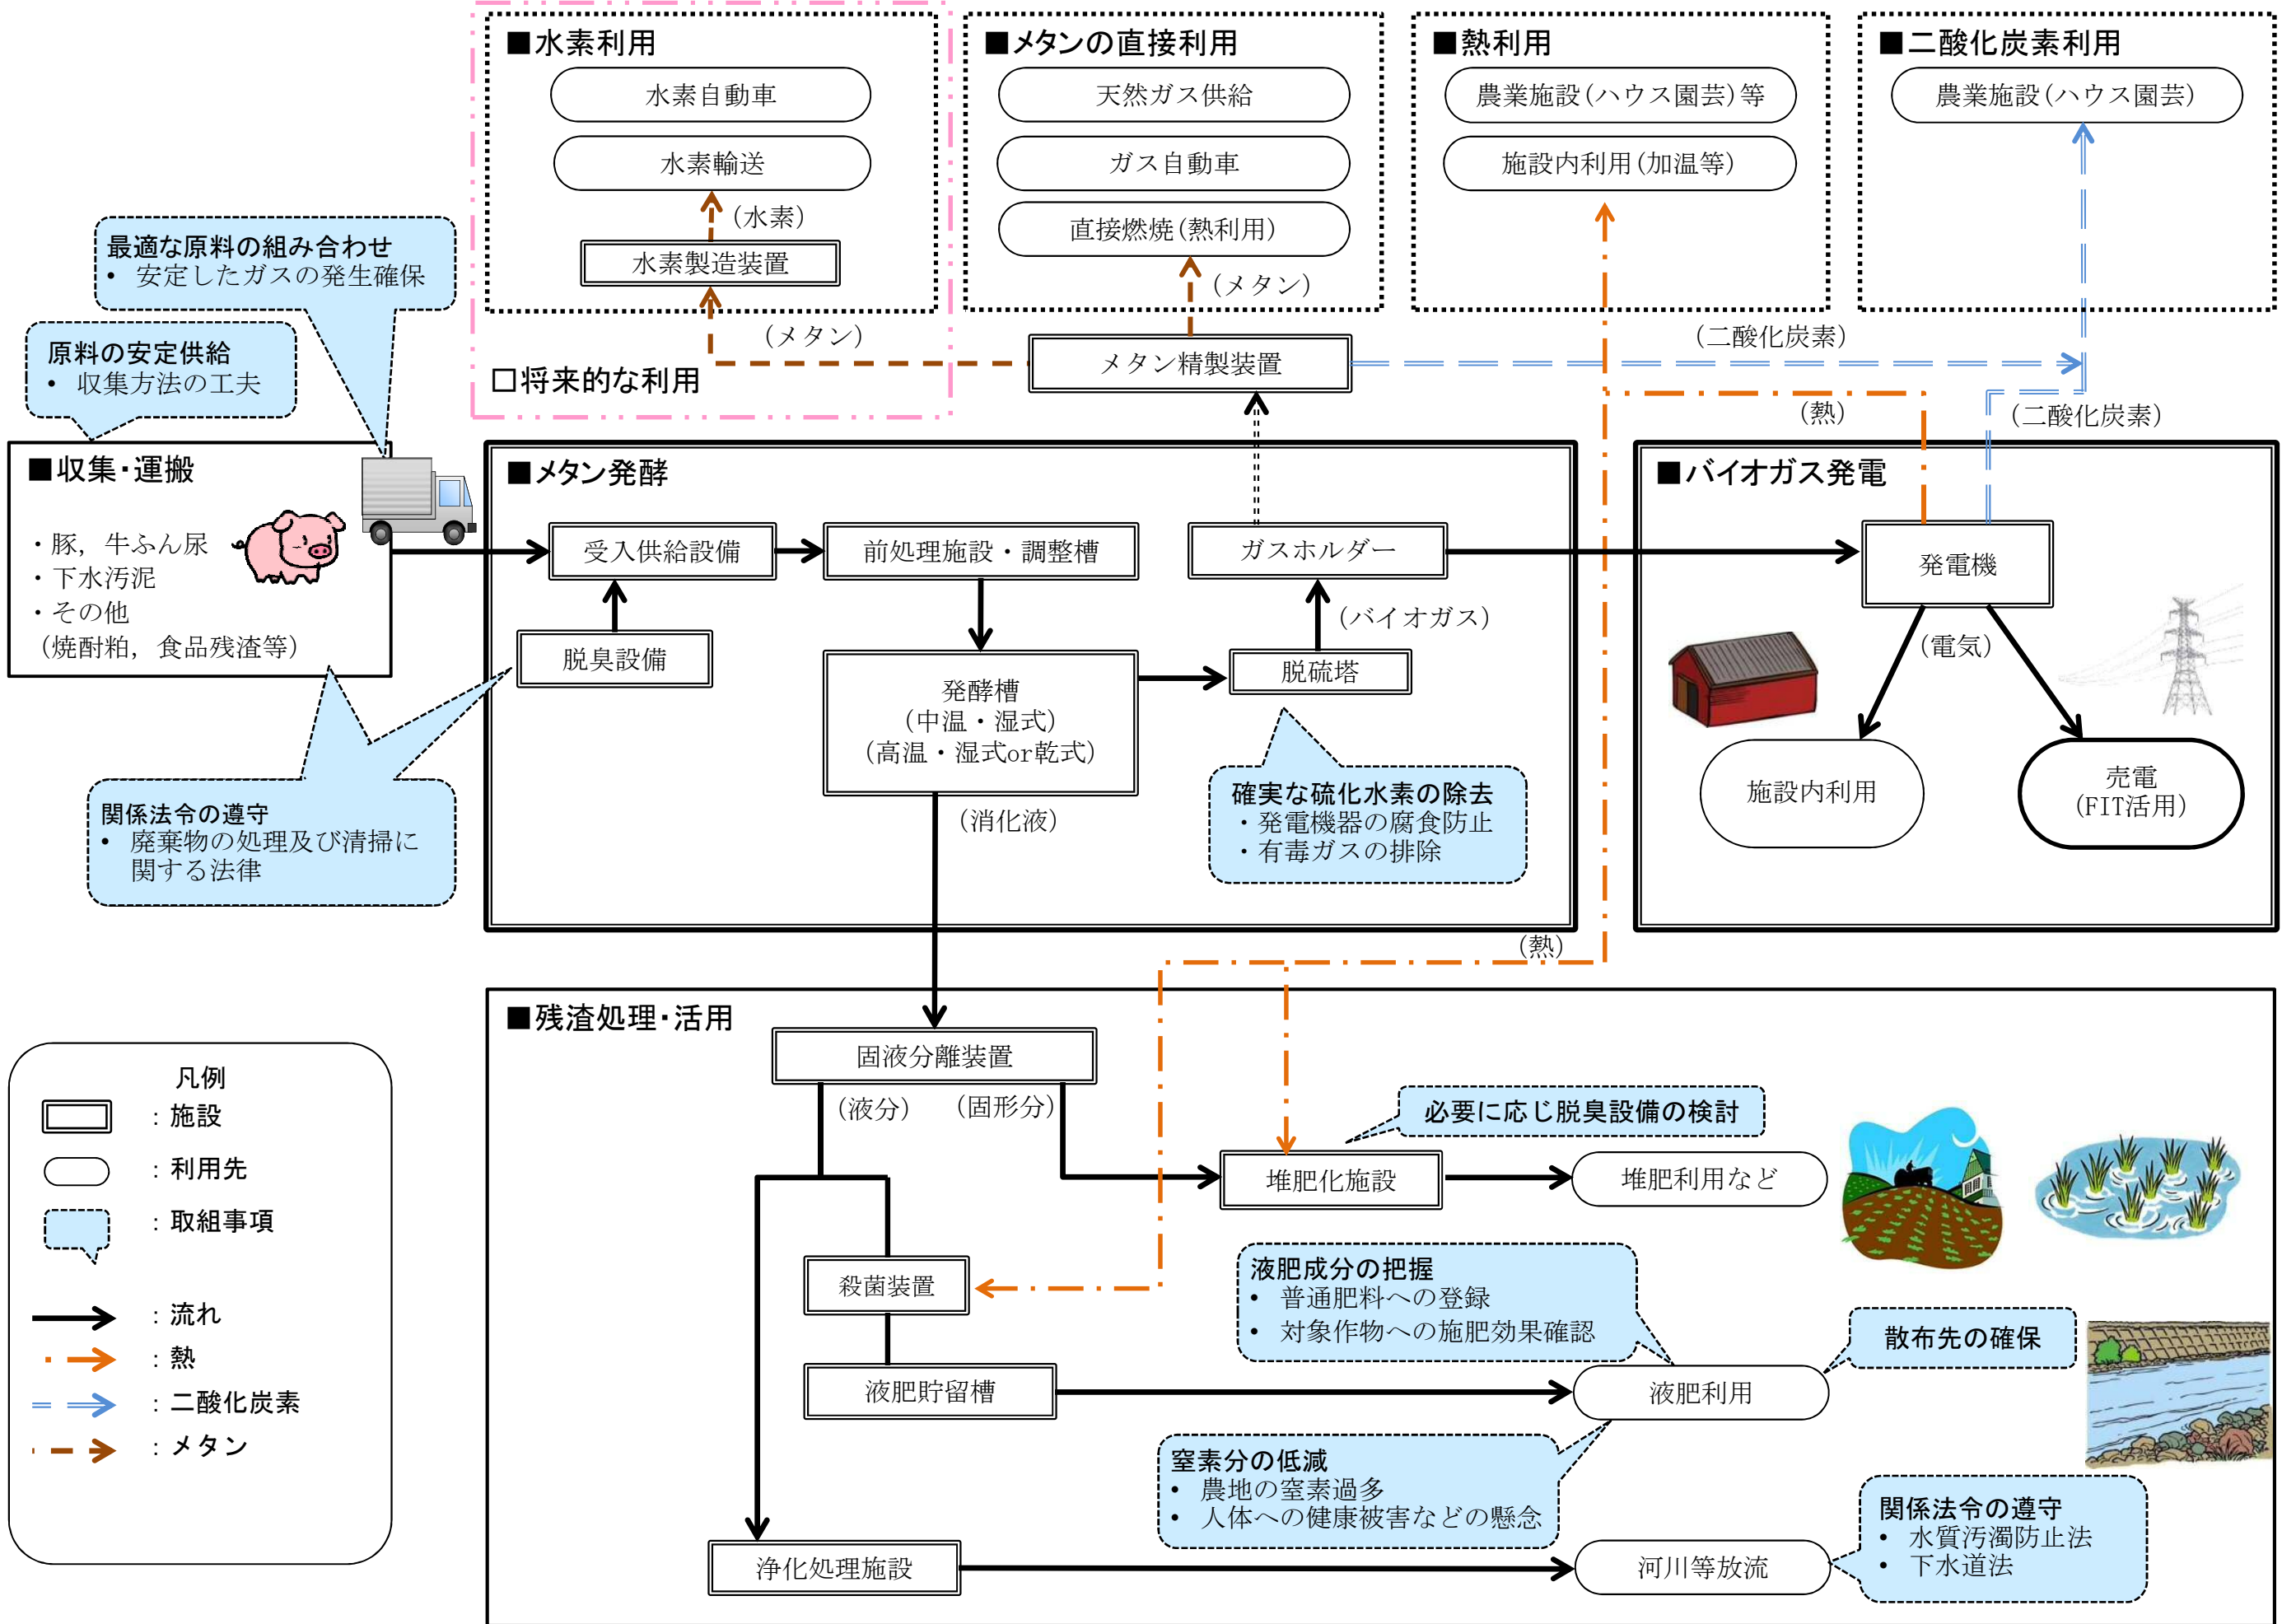 ■水素利用
水素自動車
水素輸送
(水素)
水素製造装置
(メタン)
□将来的な利用
■メタンの直接利用
天然ガス供給
ガス自動車
直接燃焼(熱利用)
(メタン)
メタン精製装置
■熱利用
農業施設(ハウス園芸)等
施設内利用(加温等)
■二酸化炭素利用
農業施設(ハウス園芸)
(二酸化炭素)
(熱)
(二酸化炭素)
最適な原料の組み合わせ
• 安定したガスの発生確保
原料の安定供給
• 収集方法の工夫
■収集・運搬
・豚，牛ふん尿
・下水汚泥
・その他
(焼酎粕，食品残渣等)
関係法令の遵守
• 廃棄物の処理及び清掃に
関する法律
■メタン発酵
受入供給設備
前処理施設・調整槽
ガスホルダー
脱臭設備
(バイオガス)
脱硫塔
発酵槽
(中温・湿式)
(高温・湿式or乾式)
(消化液)
確実な硫化水素の除去
・発電機器の腐食防止
・有毒ガスの排除
■バイオガス発電
発電機
(電気)
施設内利用
売電
(FIT活用)
(熱)
■残渣処理・活用
固液分離装置
(液分)
(固形分)
必要に応じ脱臭設備の検討
堆肥化施設
堆肥利用など
殺菌装置
液肥成分の把握
• 普通肥料への登録
• 対象作物への施肥効果確認
散布先の確保
液肥貯留槽
液肥利用
窒素分の低減
• 農地の窒素過多
• 人体への健康被害などの懸念
関係法令の遵守
• 水質汚濁防止法
• 下水道法
浄化処理施設
河川等放流
凡例
：施設
：利用先
：取組事項
：流れ
：熱
：二酸化炭素
：メタン